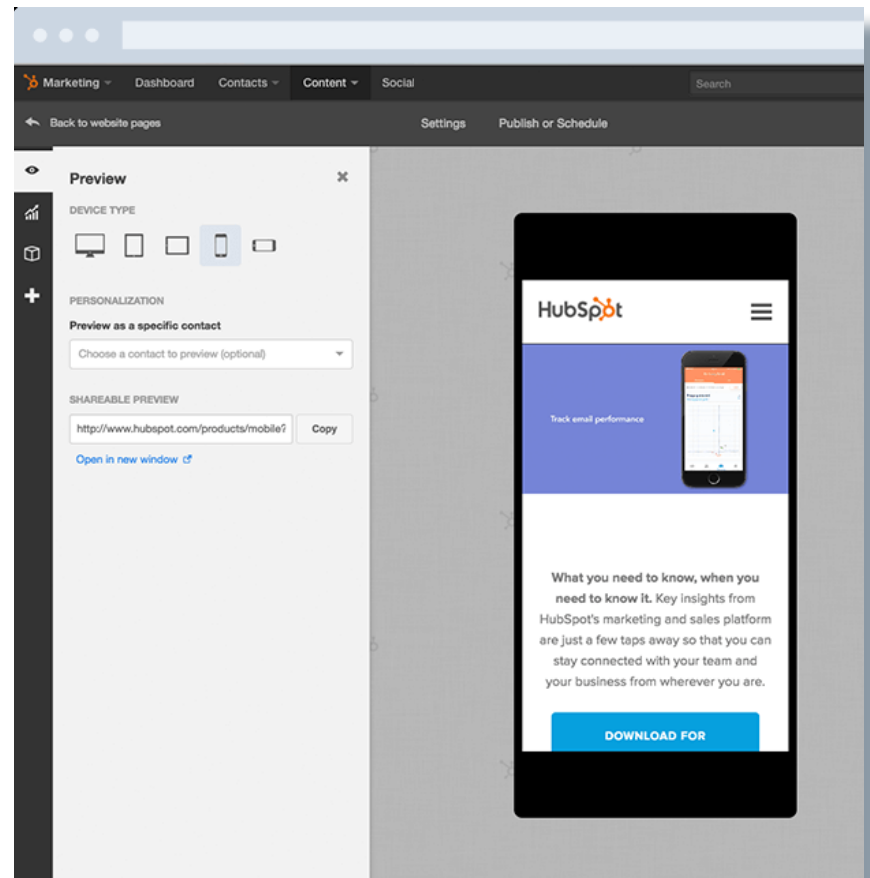 Marketing Dashboard Contacts Content Social Search
Back to website pages Settings Publish or Schedule
Preview
DEVICE TYPE
PERSONALIZATION
Preview as a specific contact
Choose a contact to preview (optional)
SHAREABLE PREVIEW
http://www.hubspot.com/products/mobile? Copy
Open in new window
HubSpot
Track email performance
What you need to know, when you
need to know it. Key insights from
HubSpot's marketing and sales platform
are just a few taps away so that you can
stay connected with your team and
your business from wherever you are.
DOWNLOAD FOR